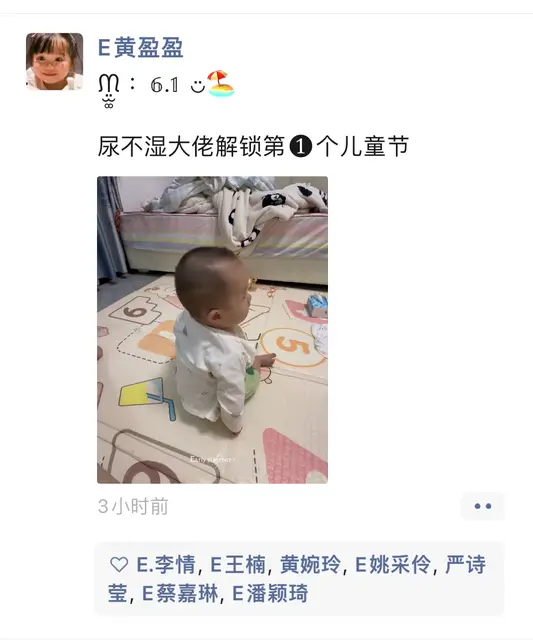 E黄盈盈
ᙏ̤̫ : 𝟞.𝟙 ⍨⃝🏖️
尿不湿大佬解锁第❶个儿童节
6
5
3小时前
E.李情, E王楠, 黄婉玲, E姚采伶, 严诗
莹, E蔡嘉琳, E潘颖琦